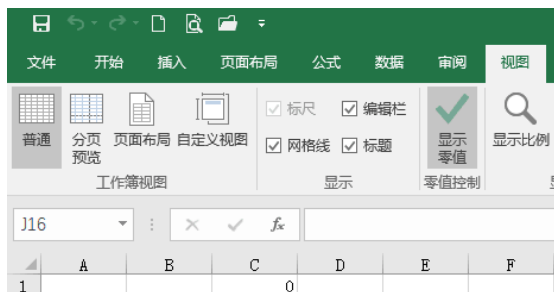 文件 开始 插入 页面布局 公式 数据 审阅 视图
普通 分页预览 页面布局 自定义视图 标尺 编辑栏 网格线 标题 显示零值 显示比例
工作簿视图 显示 零值控制
J16 fx
A B C D E F
1 0